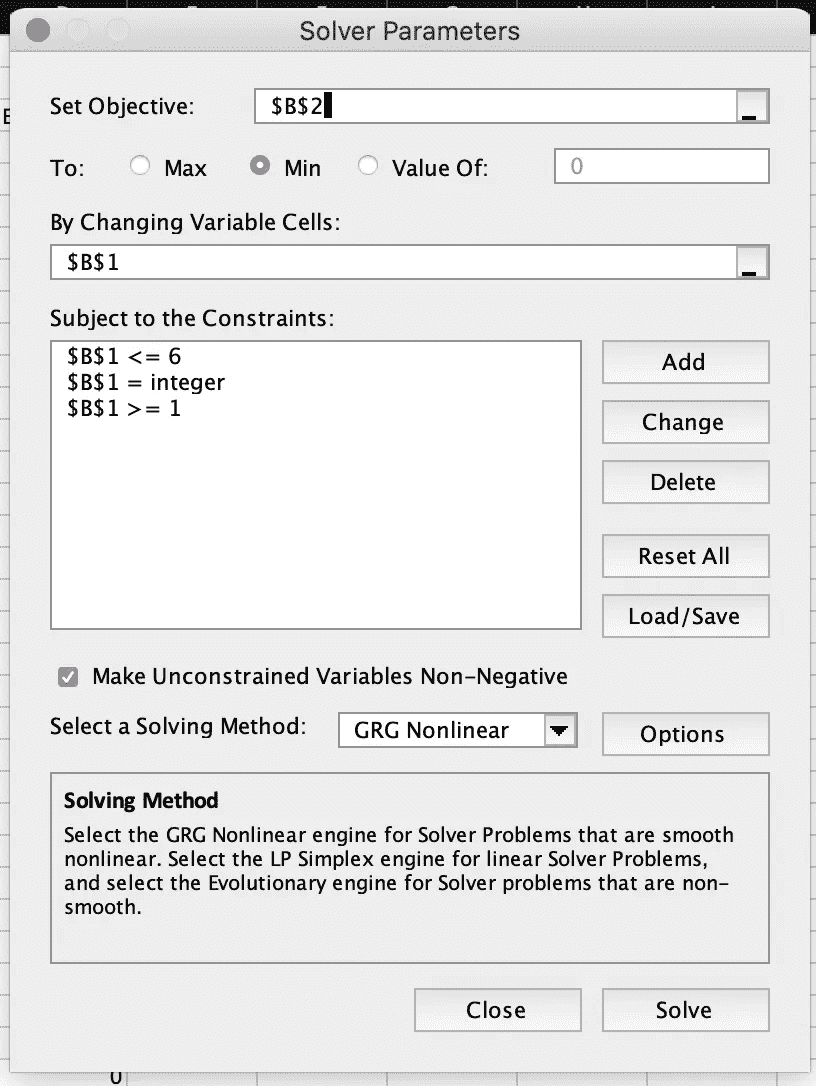 Solver Parameters
Set Objective: $B$2
To: Max Min Value Of: 0
By Changing Variable Cells:
$B$1
Subject to the Constraints:
$B$1 <= 6
$B$1 = integer
$B$1 >= 1
Add
Change
Delete
Reset All
Load/Save
Make Unconstrained Variables Non-Negative
Select a Solving Method: GRG Nonlinear Options
Solving Method
Select the GRG Nonlinear engine for Solver Problems that are smooth
nonlinear. Select the LP Simplex engine for linear Solver Problems,
and select the Evolutionary engine for Solver problems that are non-
smooth.
Close Solve
0